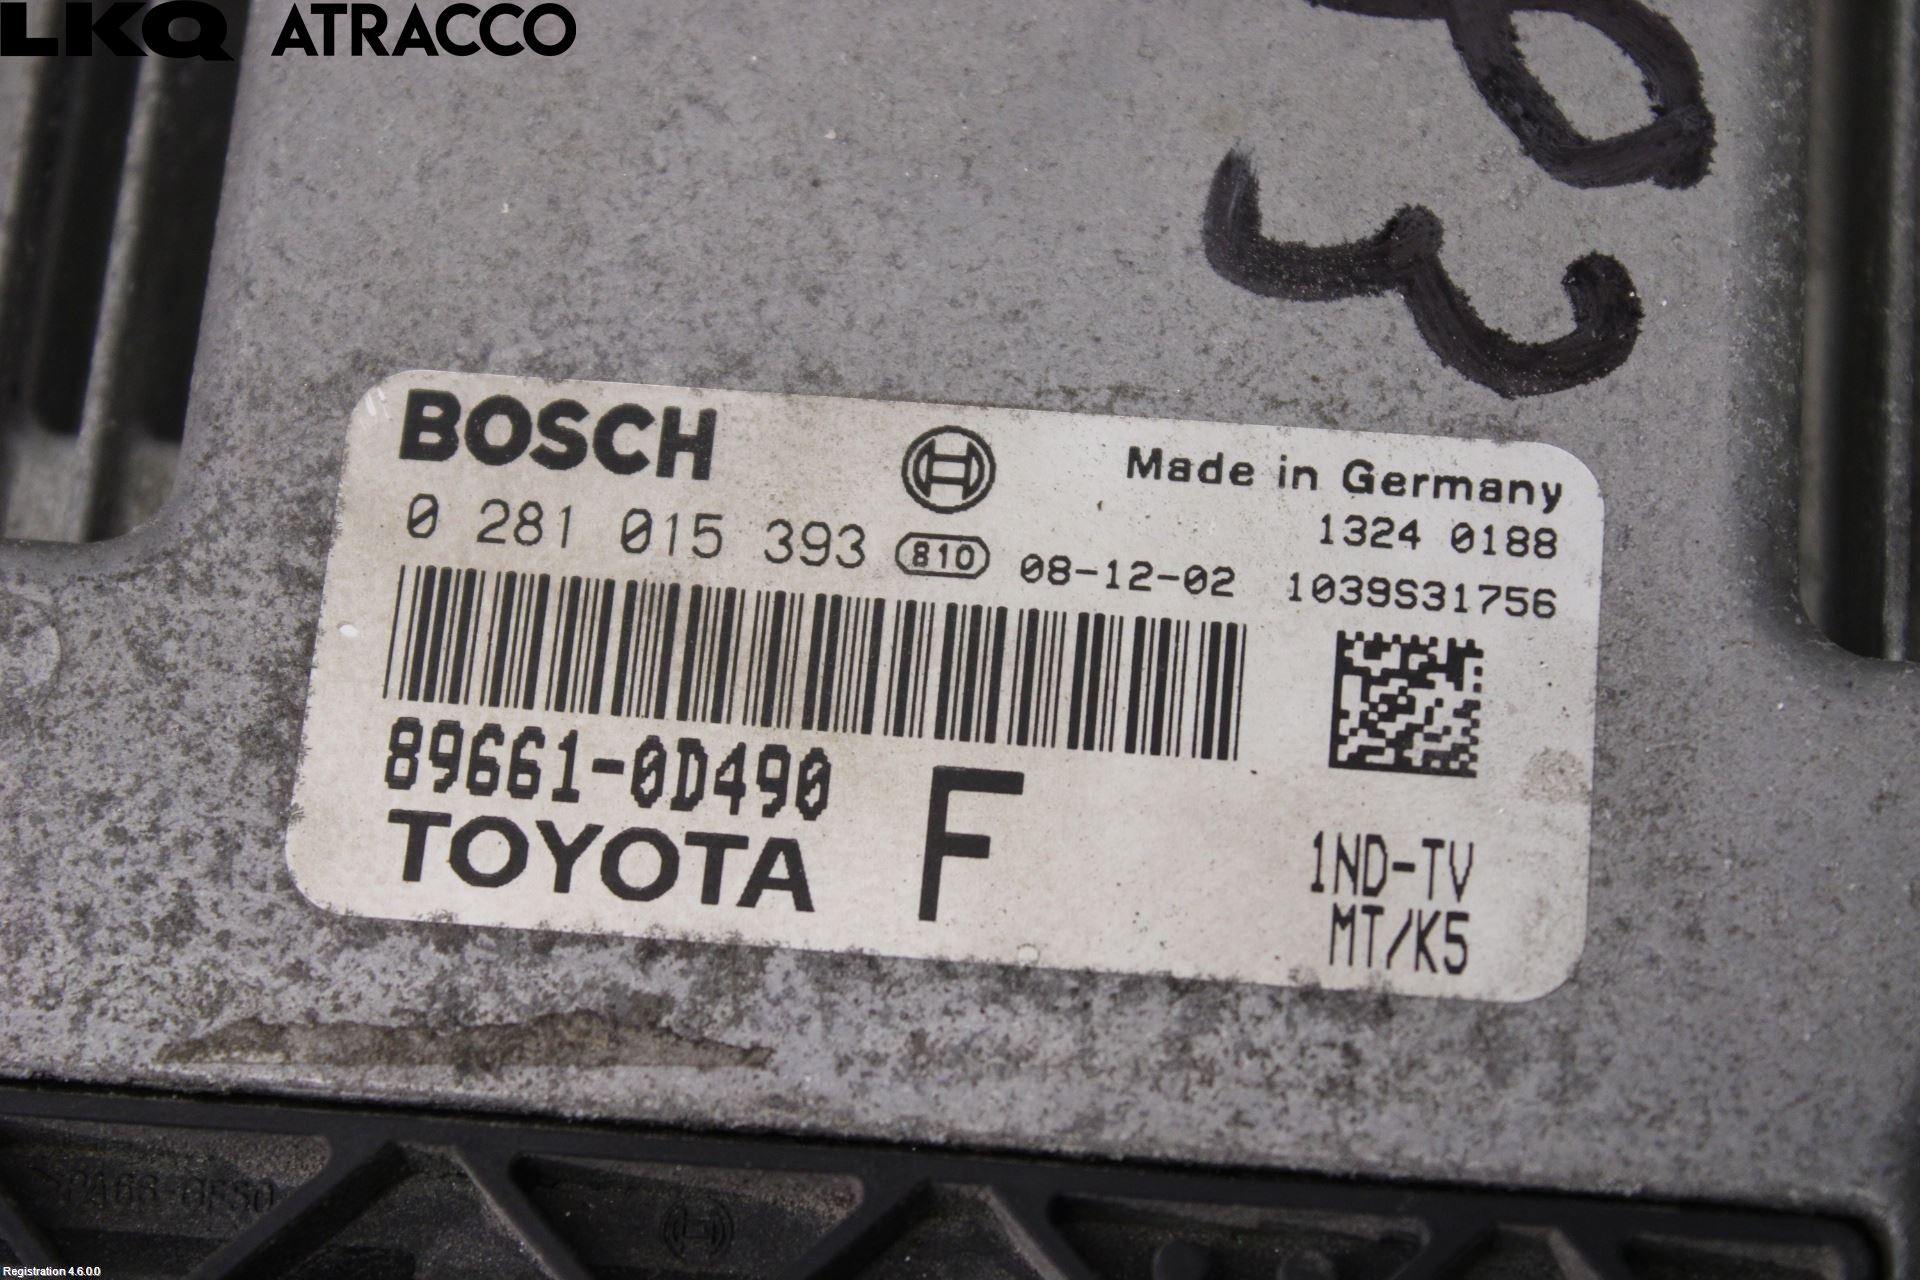 LKQ ATRACCO
3
BOSCH
Made in Germany
0 281 015 393 810 08-12-02
1324 0188
1039S31756
89661-0D490
TOYOTA F
1ND-TV
MT/K5
Registration 4.6.0.0